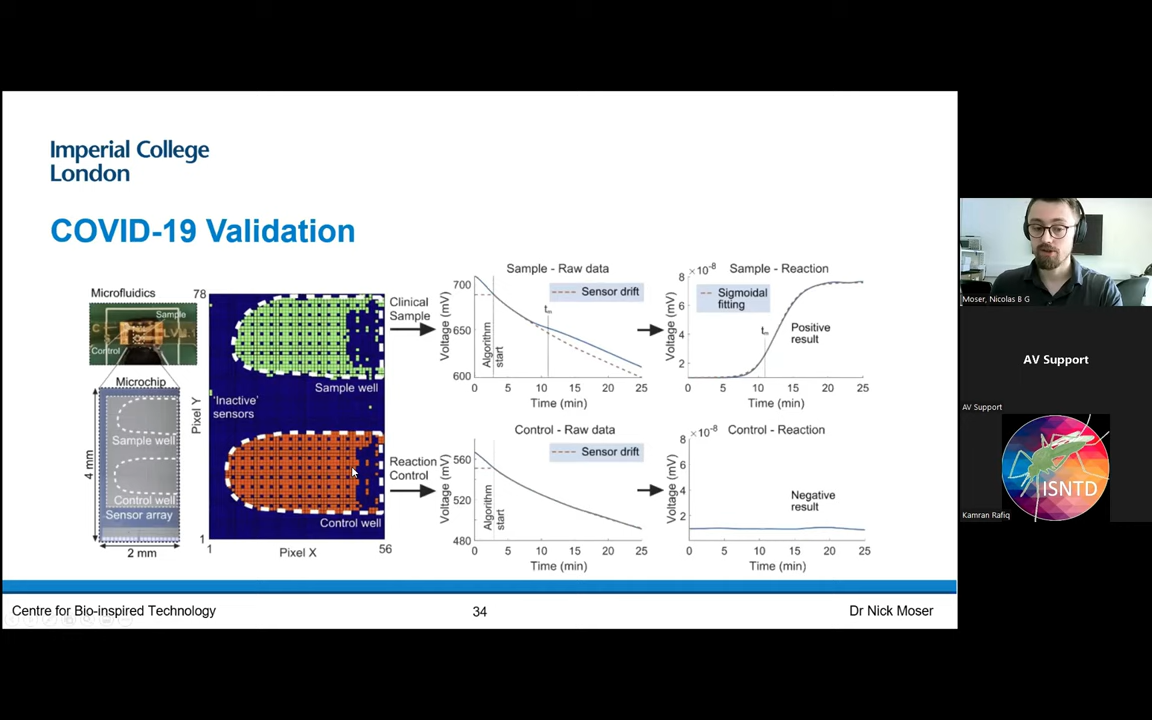 Imperial College
London
COVID-19 Validation
Microfluidics
Sample
Control
Microchip
Sample well
Control well
Sensor array
4 mm
2 mm
78
Pixel Y
1
1
Pixel X
56
Sample well
'Inactive'
sensors
Control well
Clinical
Sample
Reaction
Control
Sample - Raw data
Sensor drift
Voltage (mV)
700
650
600
Algorithm
start
tm
0 5 10 15 20 25
Time (min)
Sample - Reaction
×10-8
Sigmoidal
fitting
Voltage (mV)
8
6
4
2
tm
Positive
result
0 5 10 15 20 25
Time (min)
Control - Raw data
Sensor drift
Voltage (mV)
560
520
480
Algorithm
start
0 5 10 15 20 25
Time (min)
Control - Reaction
×10-8
Voltage (mV)
8
6
4
2
Negative
result
0 5 10 15 20 25
Time (min)
Centre for Bio-inspired Technology
34
Dr Nick Moser
Moser, Nicolas B G
AV Support
AV Support
ISNTD
Kamran Rafiq